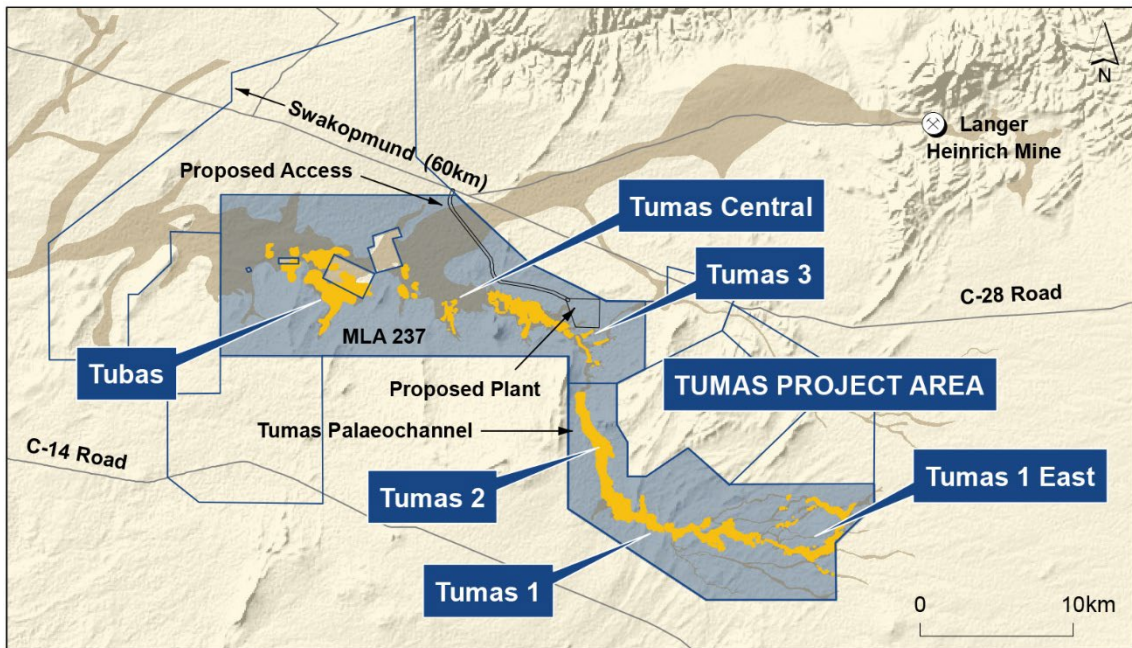 N
Langer
Heinrich Mine
Swakopmund (60km)
Proposed Access
Tumas Central
Tumas 3
C-28 Road
MLA 237
Tubas
Proposed Plant
TUMAS PROJECT AREA
Tumas Palaeochannel
C-14 Road
Tumas 2
Tumas 1 East
Tumas 1
0 10km